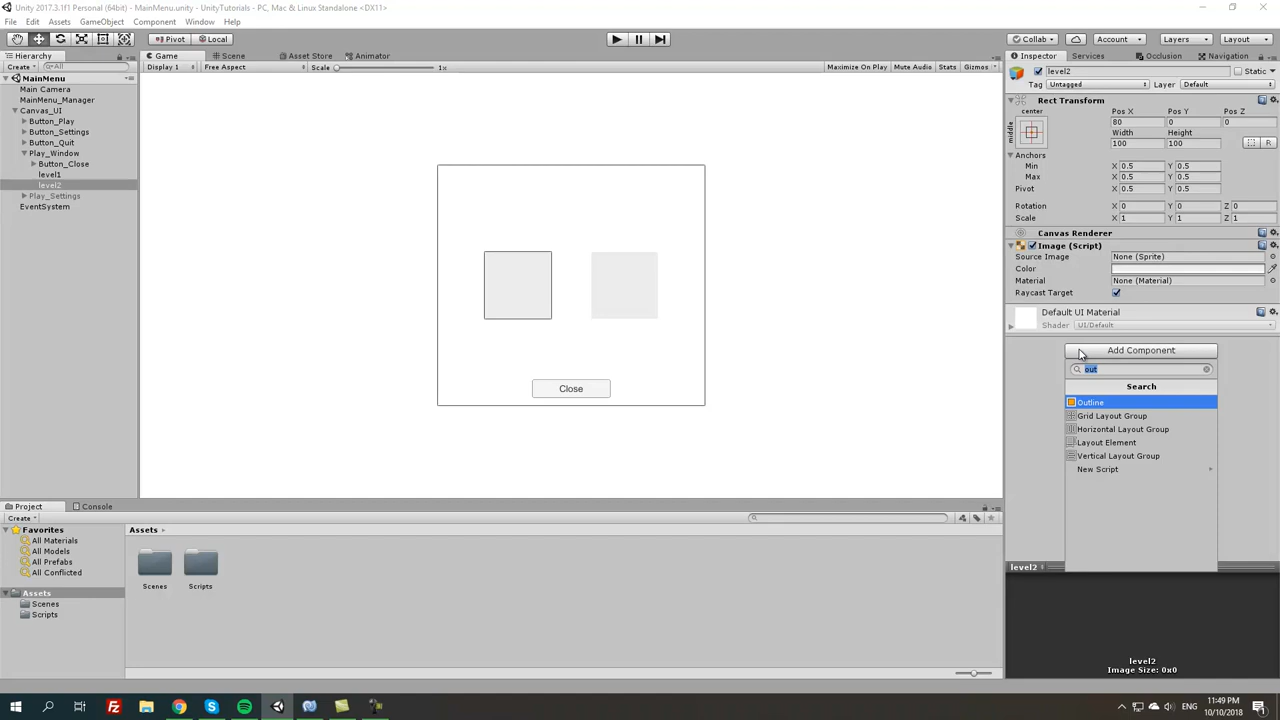 Unity 2017.3.1f1 Personal (64bit) - MainMenu.unity - UnityTutorials - PC, Mac & Linux Standalone <DX11>
File Edit Assets GameObject Component Window Help
Pivot Local Collab Account Layers Layout
Hierarchy
Create All
MainMenu
Main Camera
MainMenu_Manager
Canvas_UI
Button_Play
Button_Settings
Button_Quit
Play_Window
Button_Close
level1
level2
Play_Settings
EventSystem
Game Scene Asset Store Animator
Display 1 Free Aspect Scale 1x Maximize On Play Mute Audio Stats Gizmos
Close
Inspector Services Occlusion Navigation
level2 Static
Tag Untagged Layer Default
Rect Transform
center Pos X Pos Y Pos Z
middle 80 0 0
Width Height
100 100 R
Anchors
Min X 0.5 Y 0.5
Max X 0.5 Y 0.5
Pivot X 0.5 Y 0.5
Rotation X 0 Y 0 Z 0
Scale X 1 Y 1 Z 1
Canvas Renderer
Image (Script)
Source Image None (Sprite)
Color
Material None (Material)
Raycast Target
Default UI Material
Shader UI/Default
Add Component
out
Search
Outline
Grid Layout Group
Horizontal Layout Group
Layout Element
Vertical Layout Group
New Script
level2
level2
Image Size: 0x0
Project Console
Create
Favorites
All Materials
All Models
All Prefabs
All Conflicted
Assets
Scenes
Scripts
Assets
Scenes Scripts
ENG
11:49 PM
10/10/2018
1